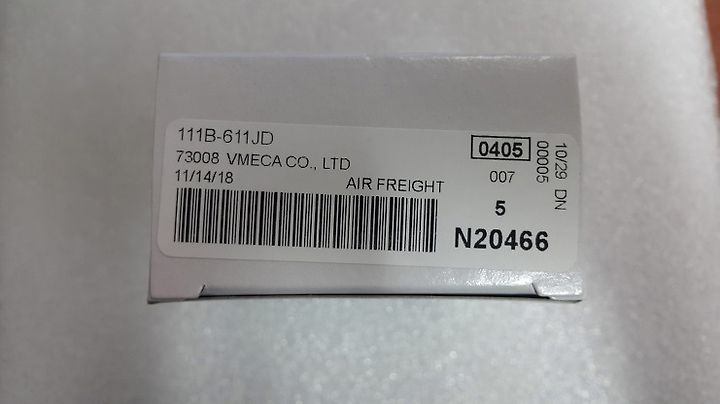 111B-611JD
73008 VMECA CO., LTD
11/14/18
AIR FREIGHT
0405
007
5
N20466
10/29 DN
00005